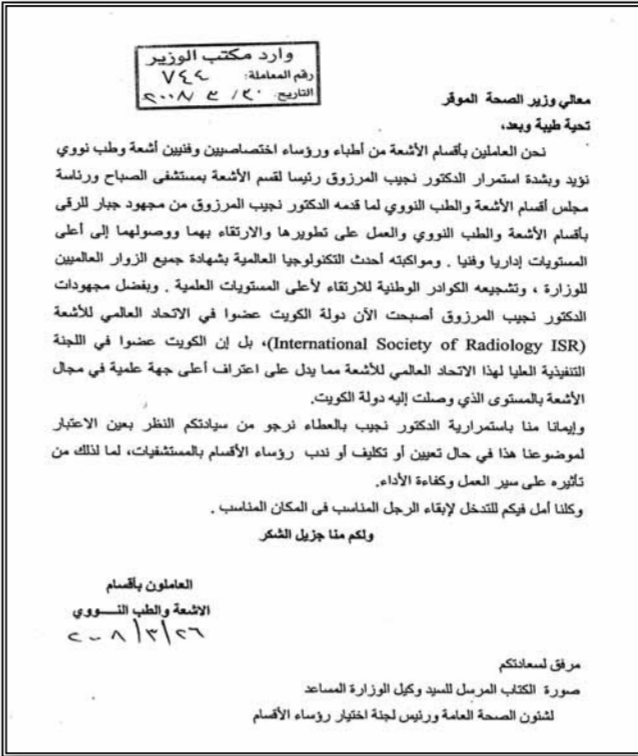 وارد مكتب الوزير
رقم المعاملة: ٧٤٤
التاريخ: ٣٠/ ٣ /٢٠٠٨
معالي وزير الصحة الموقر
تحية طيبة وبعد،
نحن العاملين بأقسام الأشعة من أطباء ورؤساء اختصاصيين وفنيين أشعة وطب نووي
نؤيد وبشدة استمرار الدكتور نجيب المرزوق رئيسا لقسم الأشعة بمستشفى الصباح ورئاسة
مجلس أقسام الأشعة والطب النووي لما قدمه الدكتور نجيب المرزوق من مجهود جبار للرقى
بأقسام الأشعة والطب النووي والعمل على تطويرها والارتقاء بهما ووصولهما إلى أعلى
المستويات إداريا وفنيا . ومواكبته أحدث التكنولوجيا العالمية بشهادة جميع الزوار العالميين
للوزارة ، وتشجيعه الكوادر الوطنية للارتقاء لأعلى المستويات العلمية . وبفضل مجهودات
الدكتور نجيب المرزوق أصبحت الآن دولة الكويت عضوا في الاتحاد العالمي للأشعة
(International Society of Radiology ISR)، بل إن الكويت عضوا في اللجنة
التنفيذية العليا لهذا الاتحاد العالمي للأشعة مما يدل على اعتراف أعلى جهة علمية في مجال
الأشعة بالمستوى الذي وصلت إليه دولة الكويت.
وإيمانا منا باستمرارية الدكتور نجيب بالعطاء نرجو من سيادتكم النظر بعين الاعتبار
لموضوعنا هذا في حال تعيين أو تكليف أو ندب رؤساء الأقسام بالمستشفيات، لما لذلك من
تأثيره على سير العمل وكفاءة الأداء.
وكلنا أمل فيكم للتدخل لإبقاء الرجل المناسب فى المكان المناسب .
ولكم منا جزيل الشكر
العاملون بأقسام
الاشعة والطب النـــووي
٢٠٠٨/٣/٢٦
مرفق لسعادتكم
صورة الكتاب المرسل للسيد وكيل الوزارة المساعد
لشئون الصحة العامة ورئيس لجنة اختيار رؤساء الأقسام